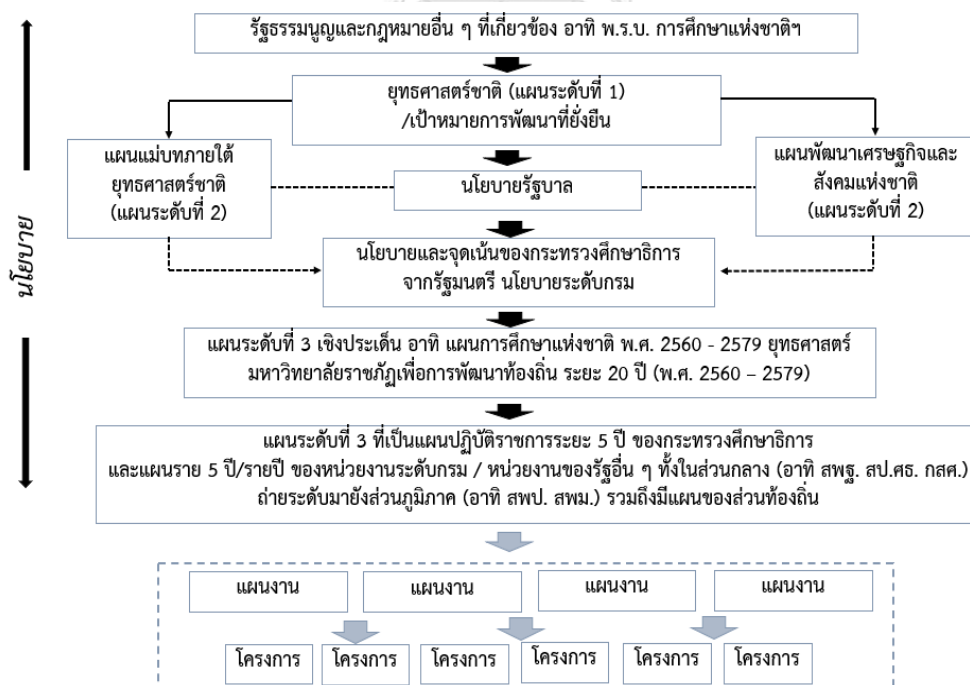 รัฐธรรมนูญและกฎหมายอื่น ๆ ที่เกี่ยวข้อง อาทิ พ.ร.บ. การศึกษาแห่งชาติฯ
ยุทธศาสตร์ชาติ (แผนระดับที่ 1)
/เป้าหมายการพัฒนาที่ยั่งยืน
แผนแม่บทภายใต้
ยุทธศาสตร์ชาติ
(แผนระดับที่ 2)
นโยบายรัฐบาล
แผนพัฒนาเศรษฐกิจและ
สังคมแห่งชาติ
(แผนระดับที่ 2)
นโยบาย
นโยบายและจุดเน้นของกระทรวงศึกษาธิการ
จากรัฐมนตรี นโยบายระดับกรม
แผนระดับที่ 3 เชิงประเด็น อาทิ แผนการศึกษาแห่งชาติ พ.ศ. 2560 - 2579 ยุทธศาสตร์
มหาวิทยาลัยราชภัฏเพื่อการพัฒนาท้องถิ่น ระยะ 20 ปี (พ.ศ. 2560 – 2579)
แผนระดับที่ 3 ที่เป็นแผนปฏิบัติราชการระยะ 5 ปี ของกระทรวงศึกษาธิการ
และแผนราย 5 ปี/รายปี ของหน่วยงานระดับกรม / หน่วยงานของรัฐอื่น ๆ ทั้งในส่วนกลาง (อาทิ สพฐ. สป.ศธ. กสศ.)
ถ่ายระดับมายังส่วนภูมิภาค (อาทิ สพป. สพม.) รวมถึงมีแผนของส่วนท้องถิ่น
แผนงาน แผนงาน แผนงาน แผนงาน
โครงการ โครงการ โครงการ โครงการ โครงการ โครงการ